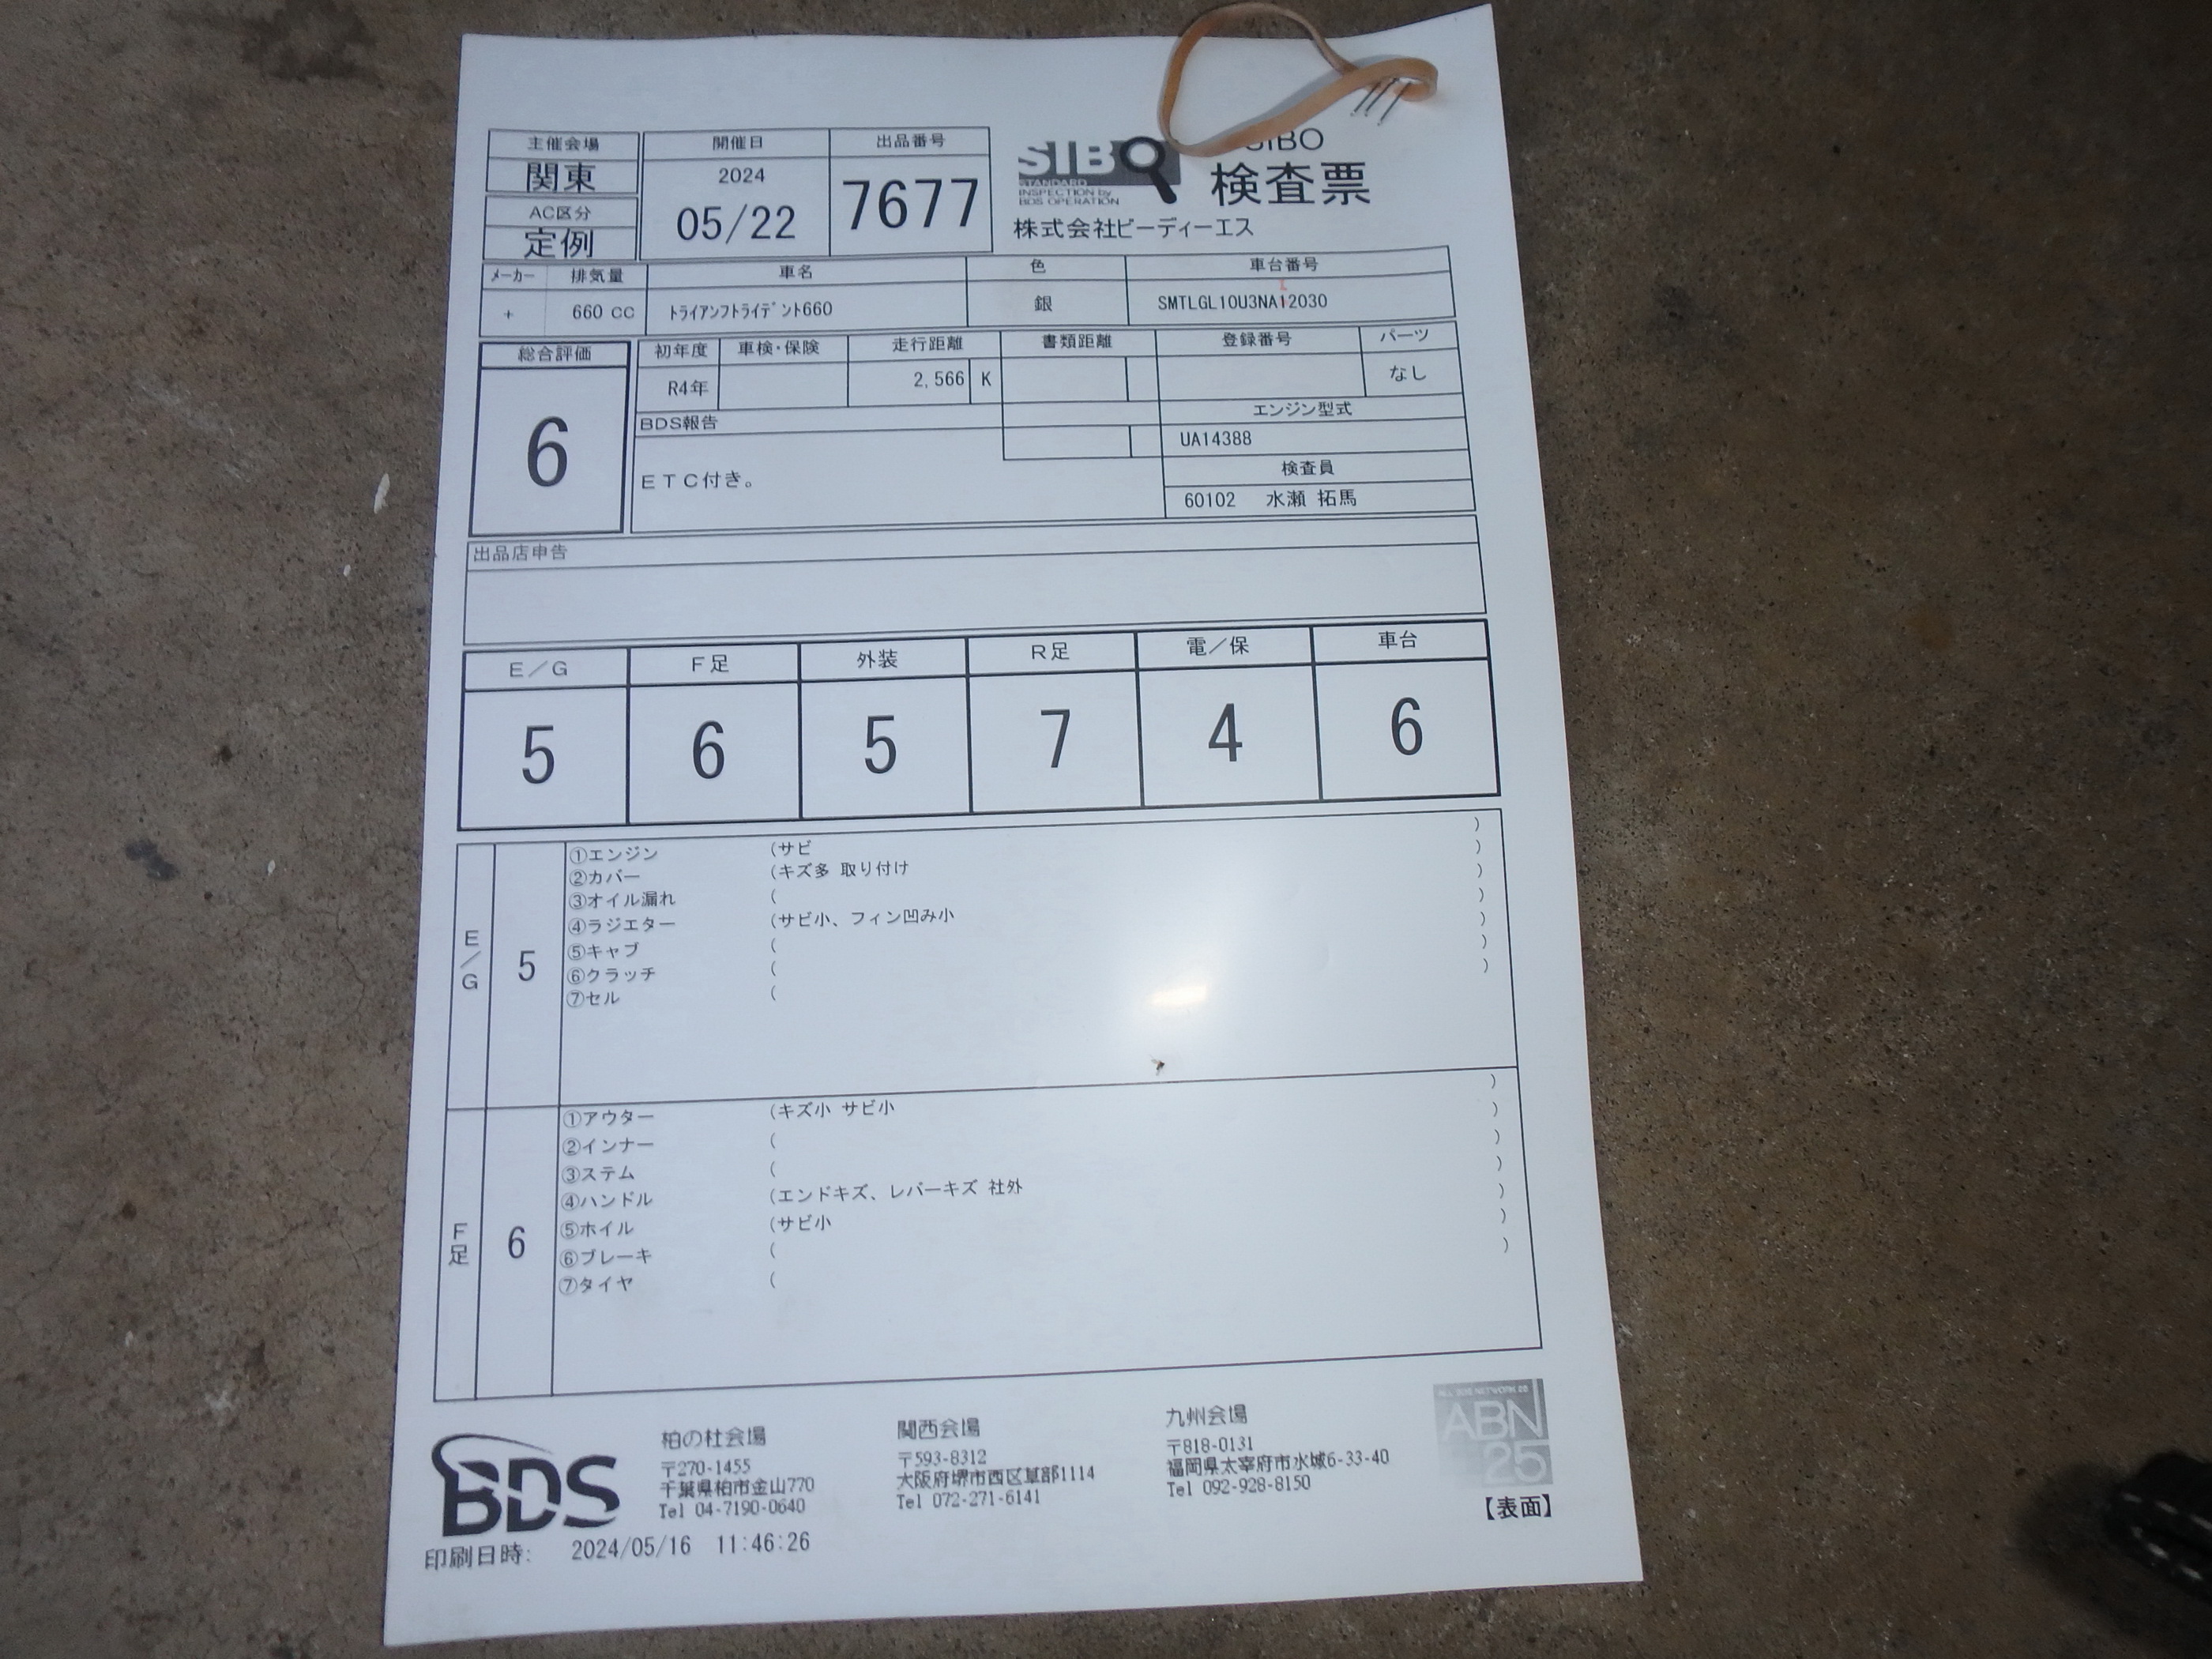 主催会場
関東
AC区分
定例
開催日
2024
05/22
出品番号
7677
SIB
STANDARD
INSPECTION by
BDS OPERATION
SIBO
検査票
株式会社ビーディーエス
メーカー 排気量 車名 色 車台番号
+ 660 CC ﾄﾗｲｱﾝﾌﾄﾗｲﾃﾞﾝﾄ660 銀 SMTLGL10U3NA12030
総合評価
6
初年度 車検・保険 走行距離 書類距離 登録番号 パーツ
R4年 2,566 K なし
BDS報告
ＥＴＣ付き。
エンジン型式
UA14388
検査員
60102 水瀬 拓馬
出品店申告
Ｅ／Ｇ Ｆ足 外装 Ｒ足 電／保 車台
5 6 5 7 4 6
Ｅ／Ｇ
5
①エンジン (サビ )
②カバー (キズ多 取り付け )
③オイル漏れ ( )
④ラジエター (サビ小、フィン凹み小 )
⑤キャブ ( )
⑥クラッチ ( )
⑦セル ( )
Ｆ足
6
①アウター (キズ小 サビ小 )
②インナー ( )
③ステム ( )
④ハンドル (エンドキズ、レバーキズ 社外 )
⑤ホイル (サビ小 )
⑥ブレーキ ( )
⑦タイヤ ( )
BDS
柏の杜会場
〒270-1455
千葉県柏市金山770
Tel 04-7190-0640
関西会場
〒593-8312
大阪府堺市西区草部1114
Tel 072-271-6141
九州会場
〒818-0131
福岡県太宰府市水城6-33-40
Tel 092-928-8150
ALL BDS NETWORK 25
ABN
25
【表面】
印刷日時: 2024/05/16 11:46:26